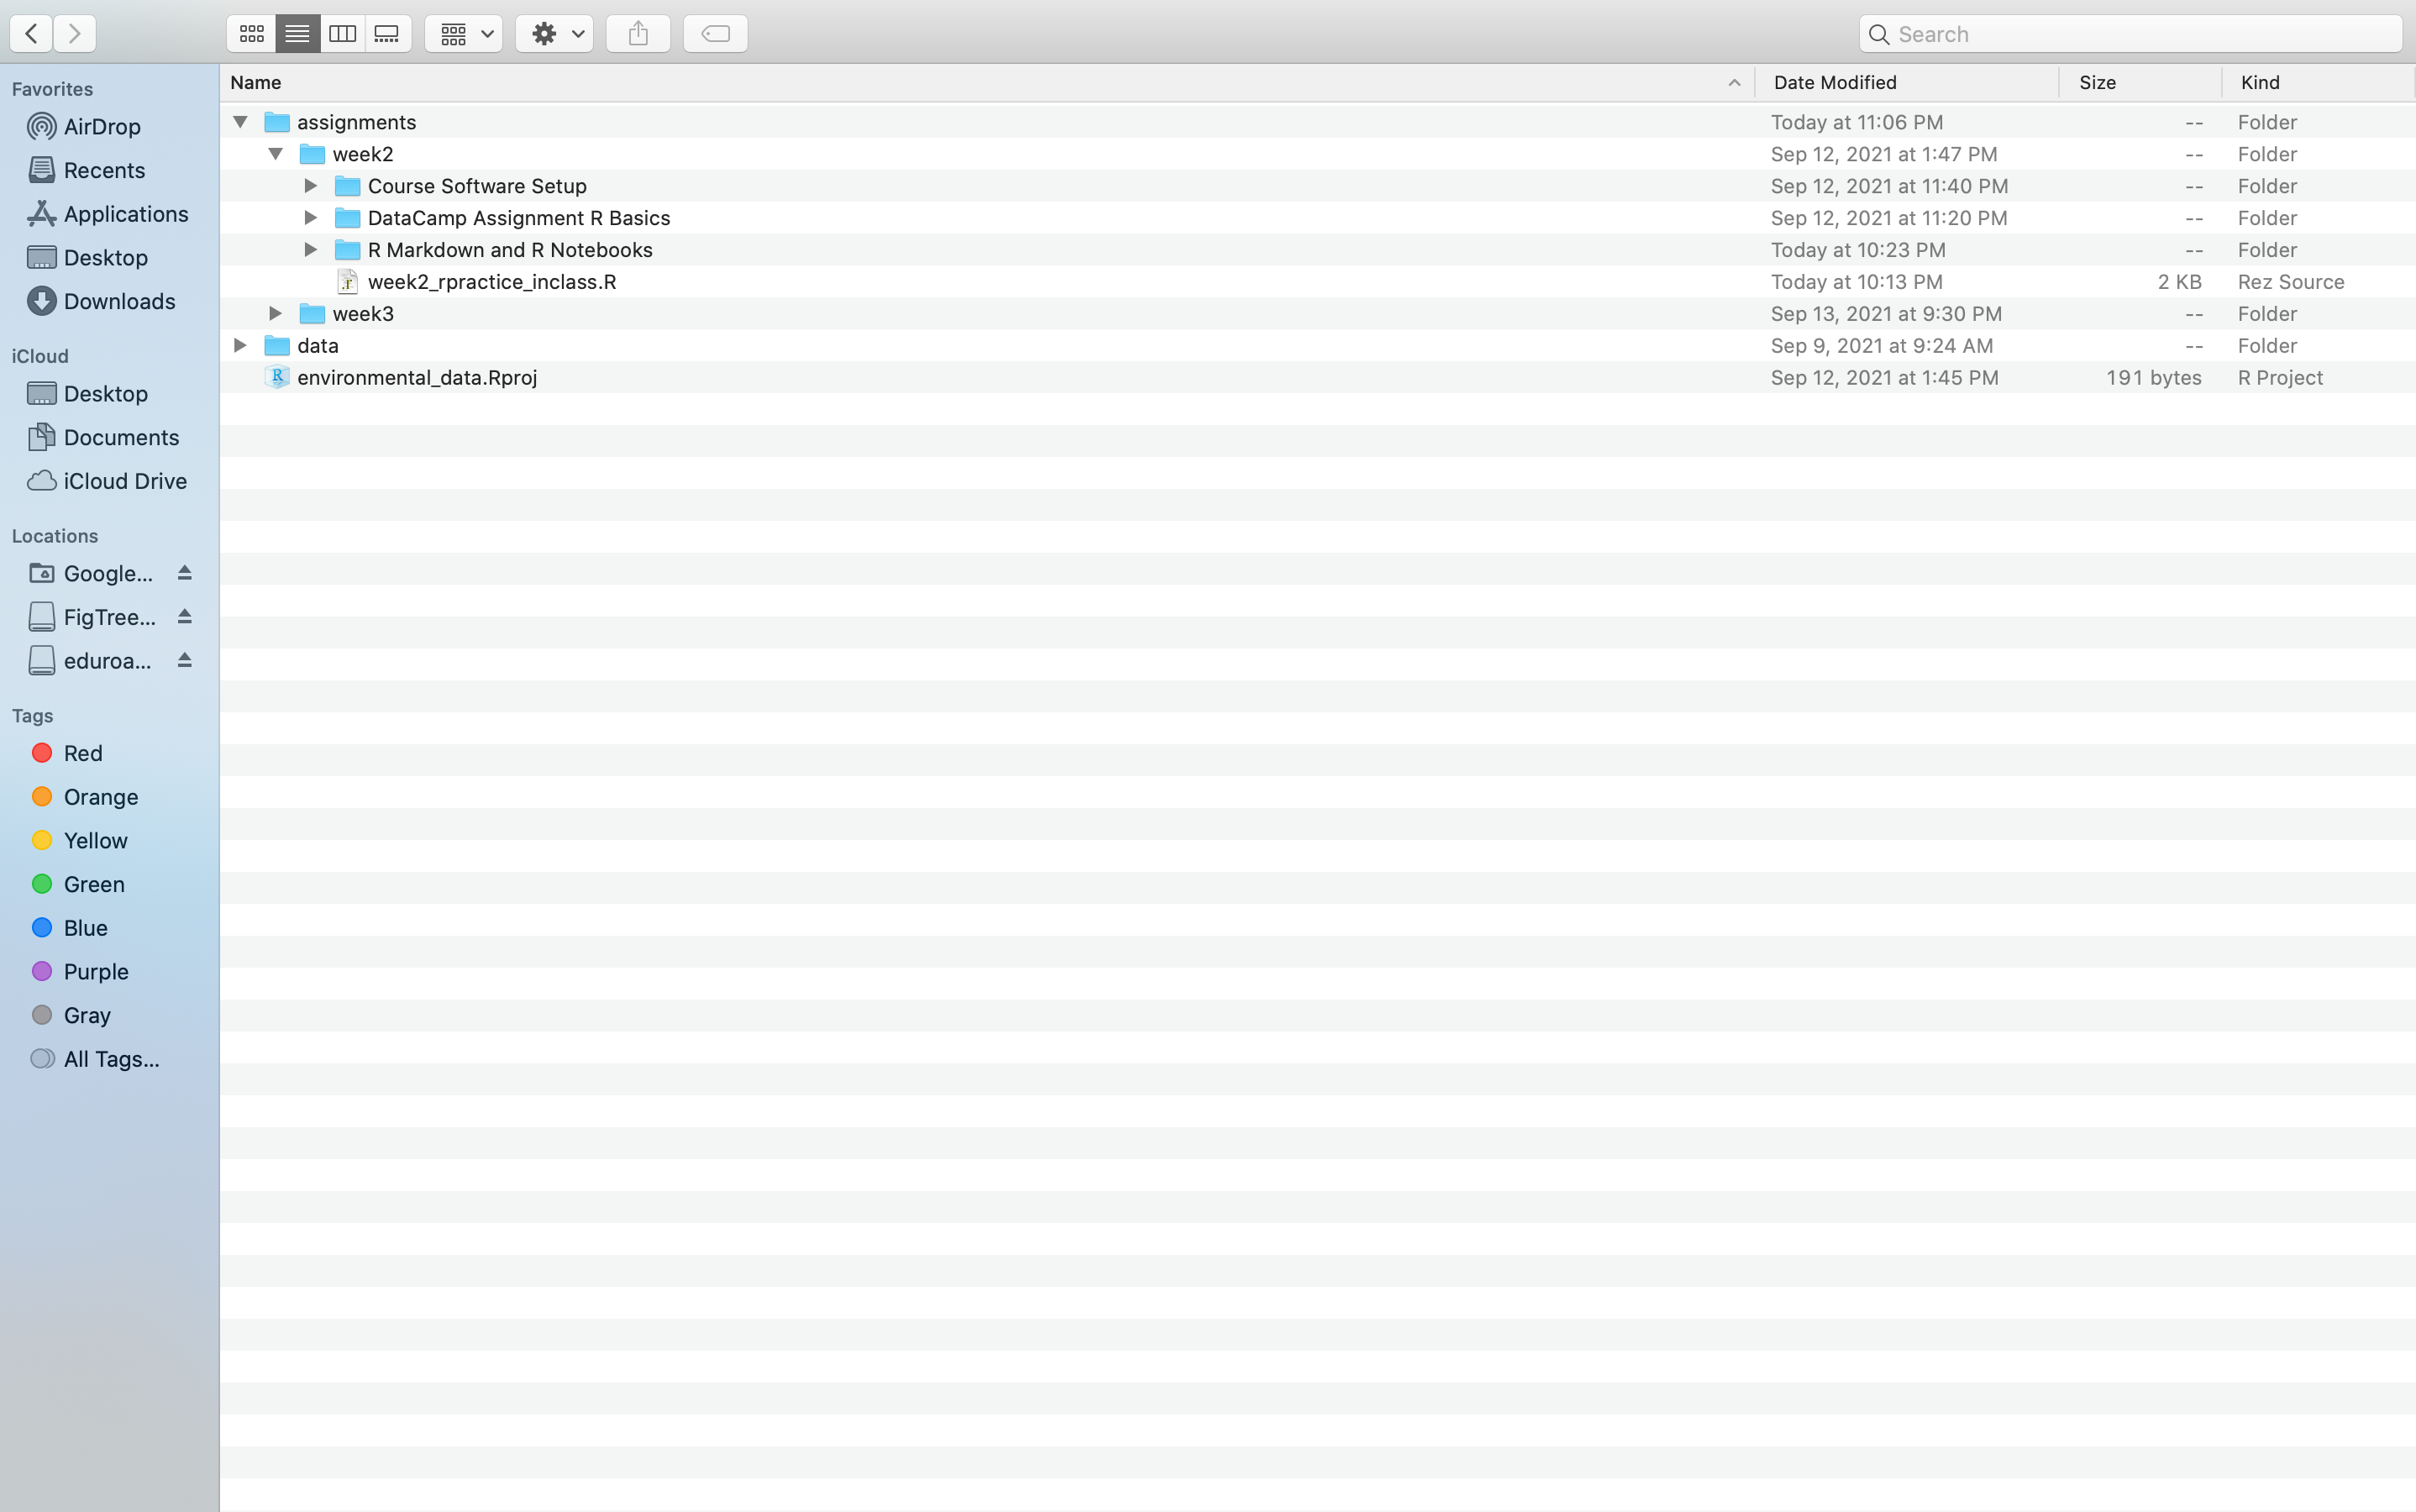 Search
Favorites
AirDrop
Recents
Applications
Desktop
Downloads
iCloud
Desktop
Documents
iCloud Drive
Locations
Google...
FigTree...
eduroa...
Tags
Red
Orange
Yellow
Green
Blue
Purple
Gray
All Tags...
Name Date Modified Size Kind
assignments Today at 11:06 PM -- Folder
week2 Sep 12, 2021 at 1:47 PM -- Folder
Course Software Setup Sep 12, 2021 at 11:40 PM -- Folder
DataCamp Assignment R Basics Sep 12, 2021 at 11:20 PM -- Folder
R Markdown and R Notebooks Today at 10:23 PM -- Folder
week2_rpractice_inclass.R Today at 10:13 PM 2 KB Rez Source
week3 Sep 13, 2021 at 9:30 PM -- Folder
data Sep 9, 2021 at 9:24 AM -- Folder
environmental_data.Rproj Sep 12, 2021 at 1:45 PM 191 bytes R Project